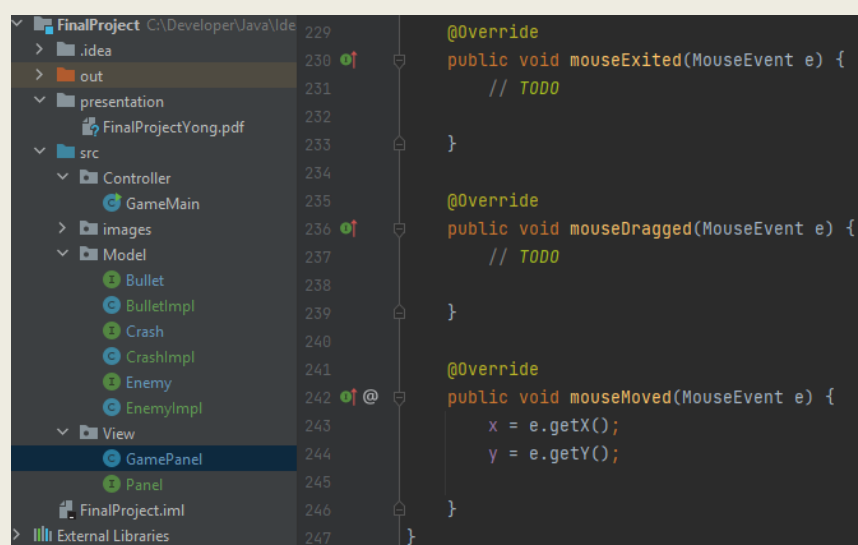 FinalProject C:\Developer\Java\Ide
.idea
out
presentation
FinalProjectYong.pdf
src
Controller
GameMain
images
Model
Bullet
BulletImpl
Crash
CrashImpl
Enemy
EnemyImpl
View
GamePanel
Panel
FinalProject.iml
External Libraries
229 @Override
230 public void mouseExited(MouseEvent e) {
231 // TODO
232
233 }
234
235 @Override
236 public void mouseDragged(MouseEvent e) {
237 // TODO
238
239 }
240
241 @Override
242 @ public void mouseMoved(MouseEvent e) {
243 x = e.getX();
244 y = e.getY();
245
246 }
247 }